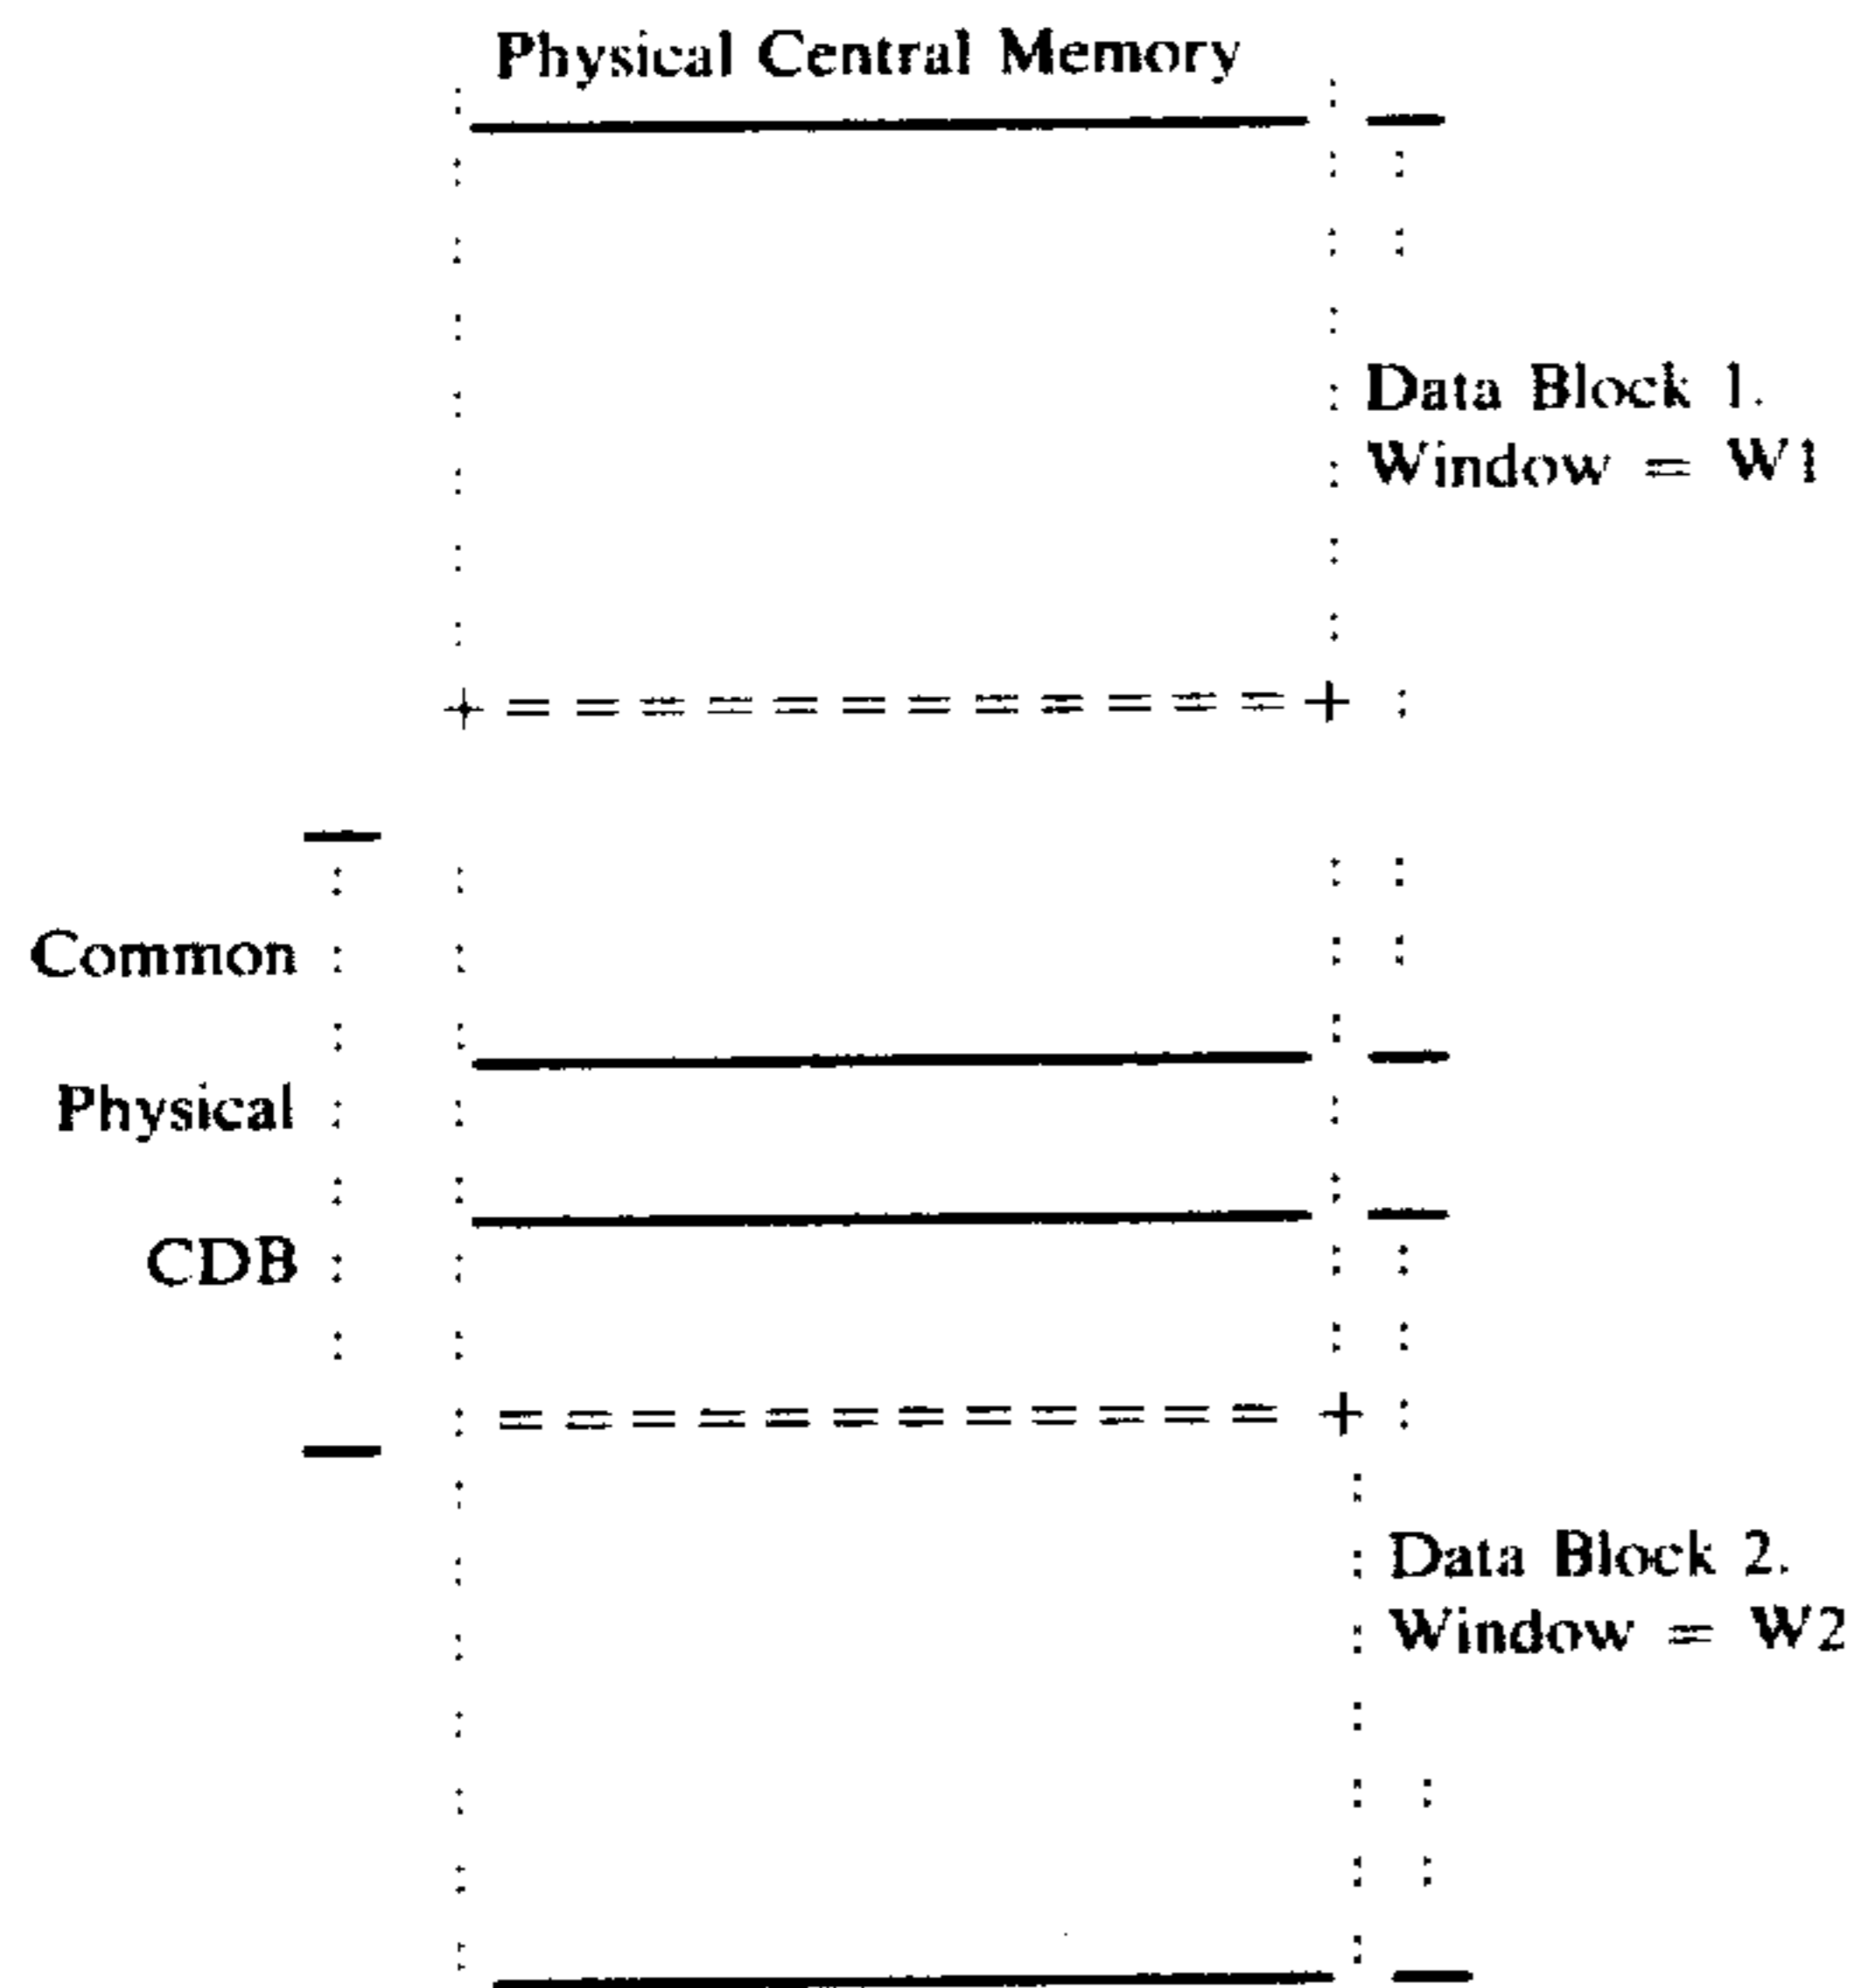 Physical Central Memory
Data Block 1.
Window = W1
Common
Physical
CDB
Data Block 2.
Window = W2